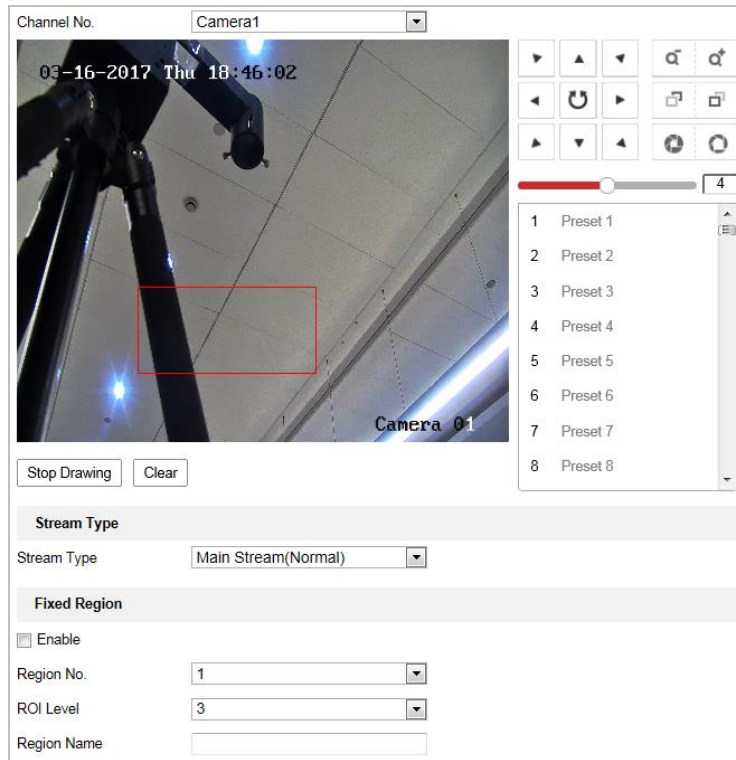 Channel No. Camera1
03-16-2017 Thu 18:46:02
4
1 Preset 1
2 Preset 2
3 Preset 3
4 Preset 4
5 Preset 5
6 Preset 6
7 Preset 7
8 Preset 8
Camera 01
Stop Drawing Clear
Stream Type
Stream Type Main Stream(Normal)
Fixed Region
Enable
Region No. 1
ROI Level 3
Region Name